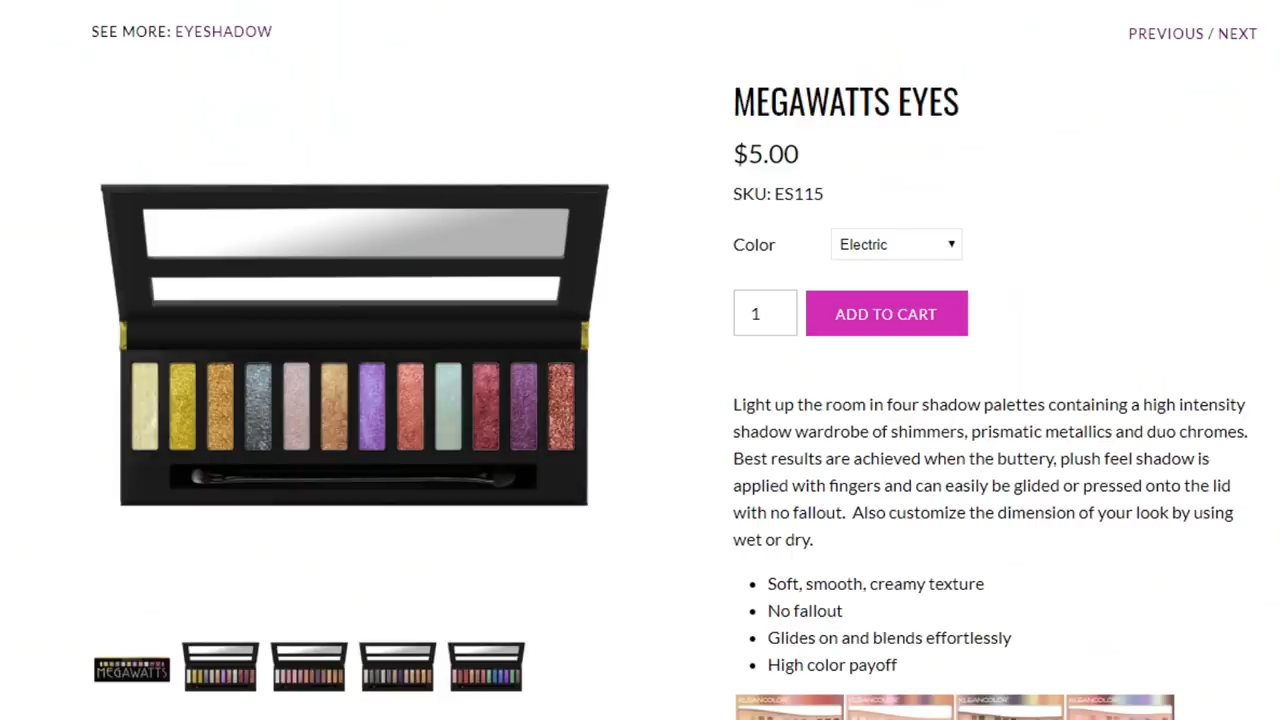 SEE MORE: EYESHADOW
PREVIOUS / NEXT
MEGAWATTS EYES
$5.00
SKU: ES115
Color
Electric
1
ADD TO CART
Light up the room in four shadow palettes containing a high intensity
shadow wardrobe of shimmers, prismatic metallics and duo chromes.
Best results are achieved when the buttery, plush feel shadow is
applied with fingers and can easily be glided or pressed onto the lid
with no fallout. Also customize the dimension of your look by using
wet or dry.
• Soft, smooth, creamy texture
• No fallout
• Glides on and blends effortlessly
• High color payoff
MEGAWATTS
KLEANCOLOR KLEANCOLOR KLEANCOLOR KLEANCOLOR